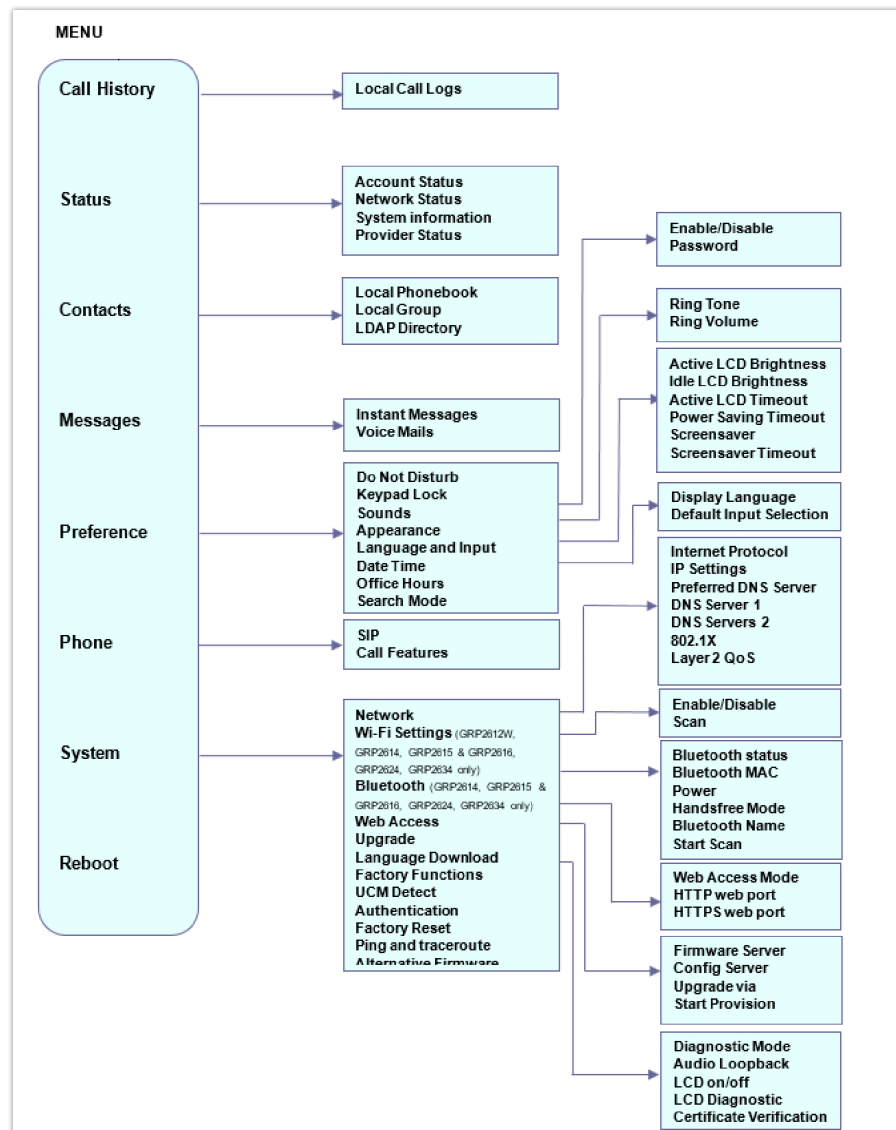 MENU
Call History
Local Call Logs
Status
Account Status
Network Status
System information
Provider Status
Enable/Disable
Password
Contacts
Local Phonebook
Local Group
LDAP Directory
Ring Tone
Ring Volume
Active LCD Brightness
Idle LCD Brightness
Active LCD Timeout
Power Saving Timeout
Screensaver
Screensaver Timeout
Messages
Instant Messages
Voice Mails
Preference
Do Not Disturb
Keypad Lock
Sounds
Appearance
Language and Input
Date Time
Office Hours
Search Mode
Display Language
Default Input Selection
Internet Protocol
IP Settings
Preferred DNS Server
DNS Server 1
DNS Servers 2
802.1X
Layer 2 QoS
Phone
SIP
Call Features
System
Network
Wi-Fi Settings (GRP2612W,
GRP2614, GRP2615 & GRP2616,
GRP2624, GRP2634 only)
Bluetooth (GRP2614, GRP2615 &
GRP2616, GRP2624, GRP2634 only)
Web Access
Upgrade
Language Download
Factory Functions
UCM Detect
Authentication
Factory Reset
Ping and traceroute
Alternative Firmware
Enable/Disable
Scan
Bluetooth status
Bluetooth MAC
Power
Handsfree Mode
Bluetooth Name
Start Scan
Reboot
Web Access Mode
HTTP web port
HTTPS web port
Firmware Server
Config Server
Upgrade via
Start Provision
Diagnostic Mode
Audio Loopback
LCD on/off
LCD Diagnostic
Certificate Verification